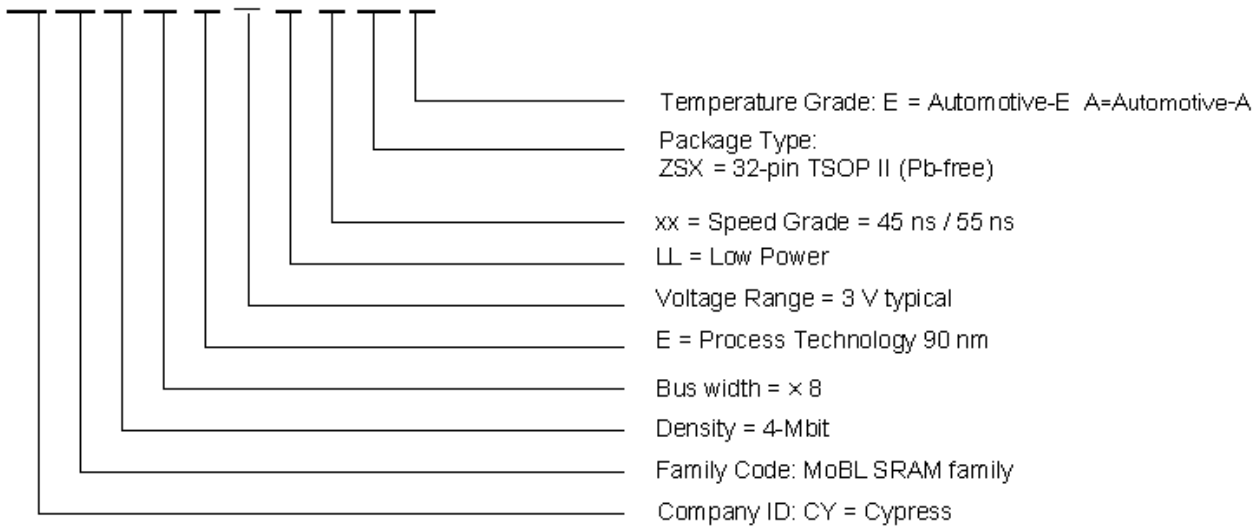 Temperature Grade: E = Automotive-E A=Automotive-A
Package Type:
ZSX = 32-pin TSOP II (Pb-free)
xx = Speed Grade = 45 ns / 55 ns
LL = Low Power
Voltage Range = 3 V typical
E = Process Technology 90 nm
Bus width = × 8
Density = 4-Mbit
Family Code: MoBL SRAM family
Company ID: CY = Cypress